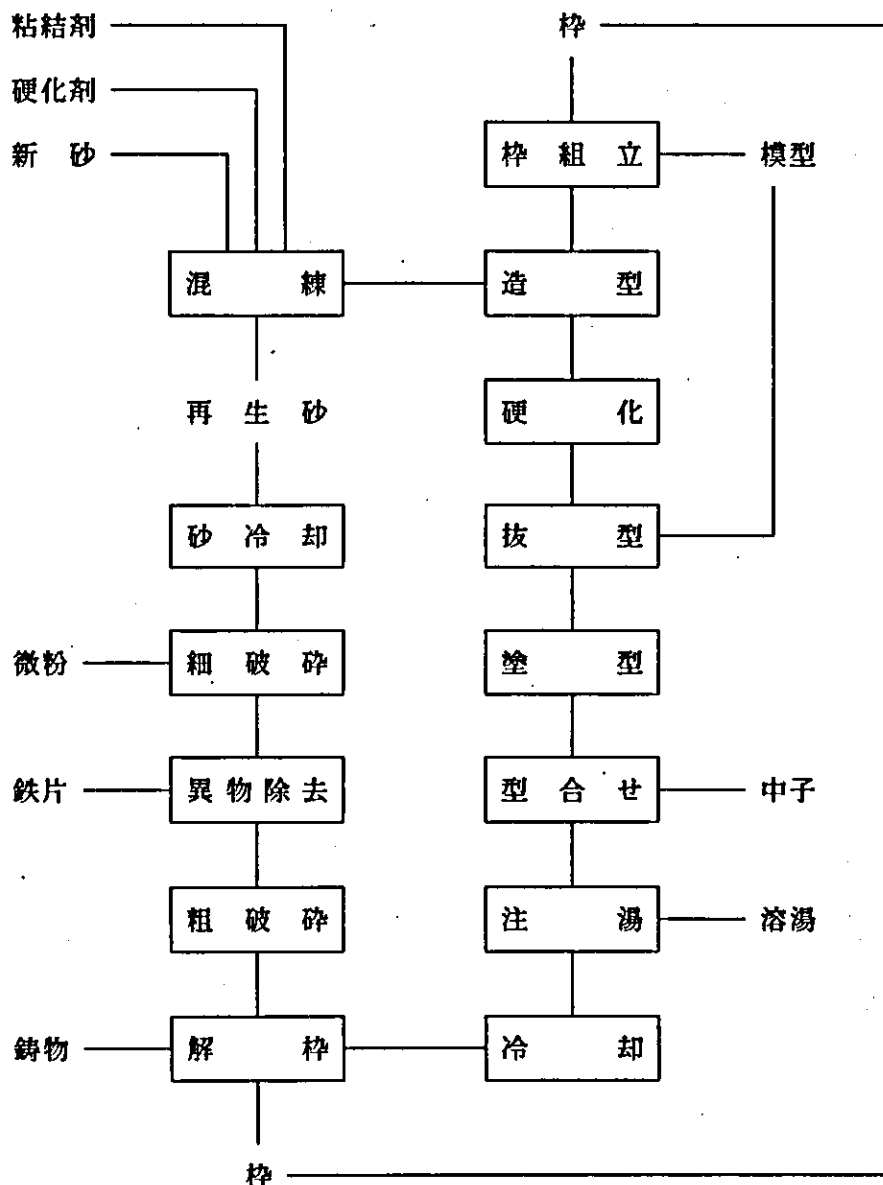 粘結剤
枠
硬化剤
新砂
枠組立
模型
混練
造型
再生砂
硬化
砂冷却
抜型
微粉
細破砕
塗型
鉄片
異物除去
型合せ
中子
粗破砕
注湯
溶湯
鋳物
解枠
冷却
枠